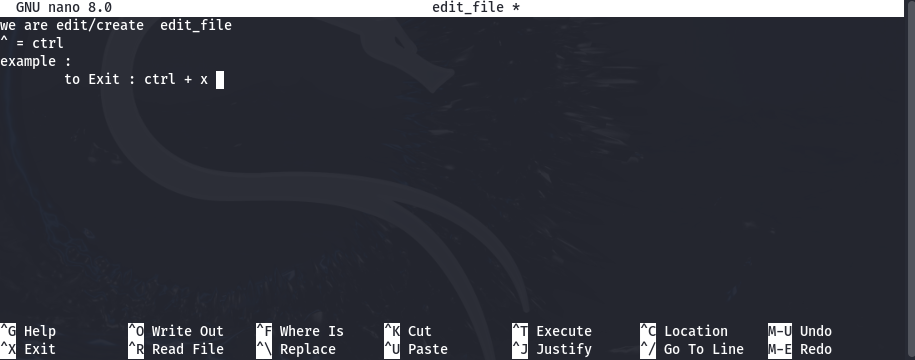 GNU nano 8.0 edit_file *
we are edit/create  edit_file
^ = ctrl
example :
        to Exit : ctrl + x
^G Help ^O Write Out ^F Where Is ^K Cut ^T Execute ^C Location M-U Undo
^X Exit ^R Read File ^\ Replace ^U Paste ^J Justify ^/ Go To Line M-E Redo